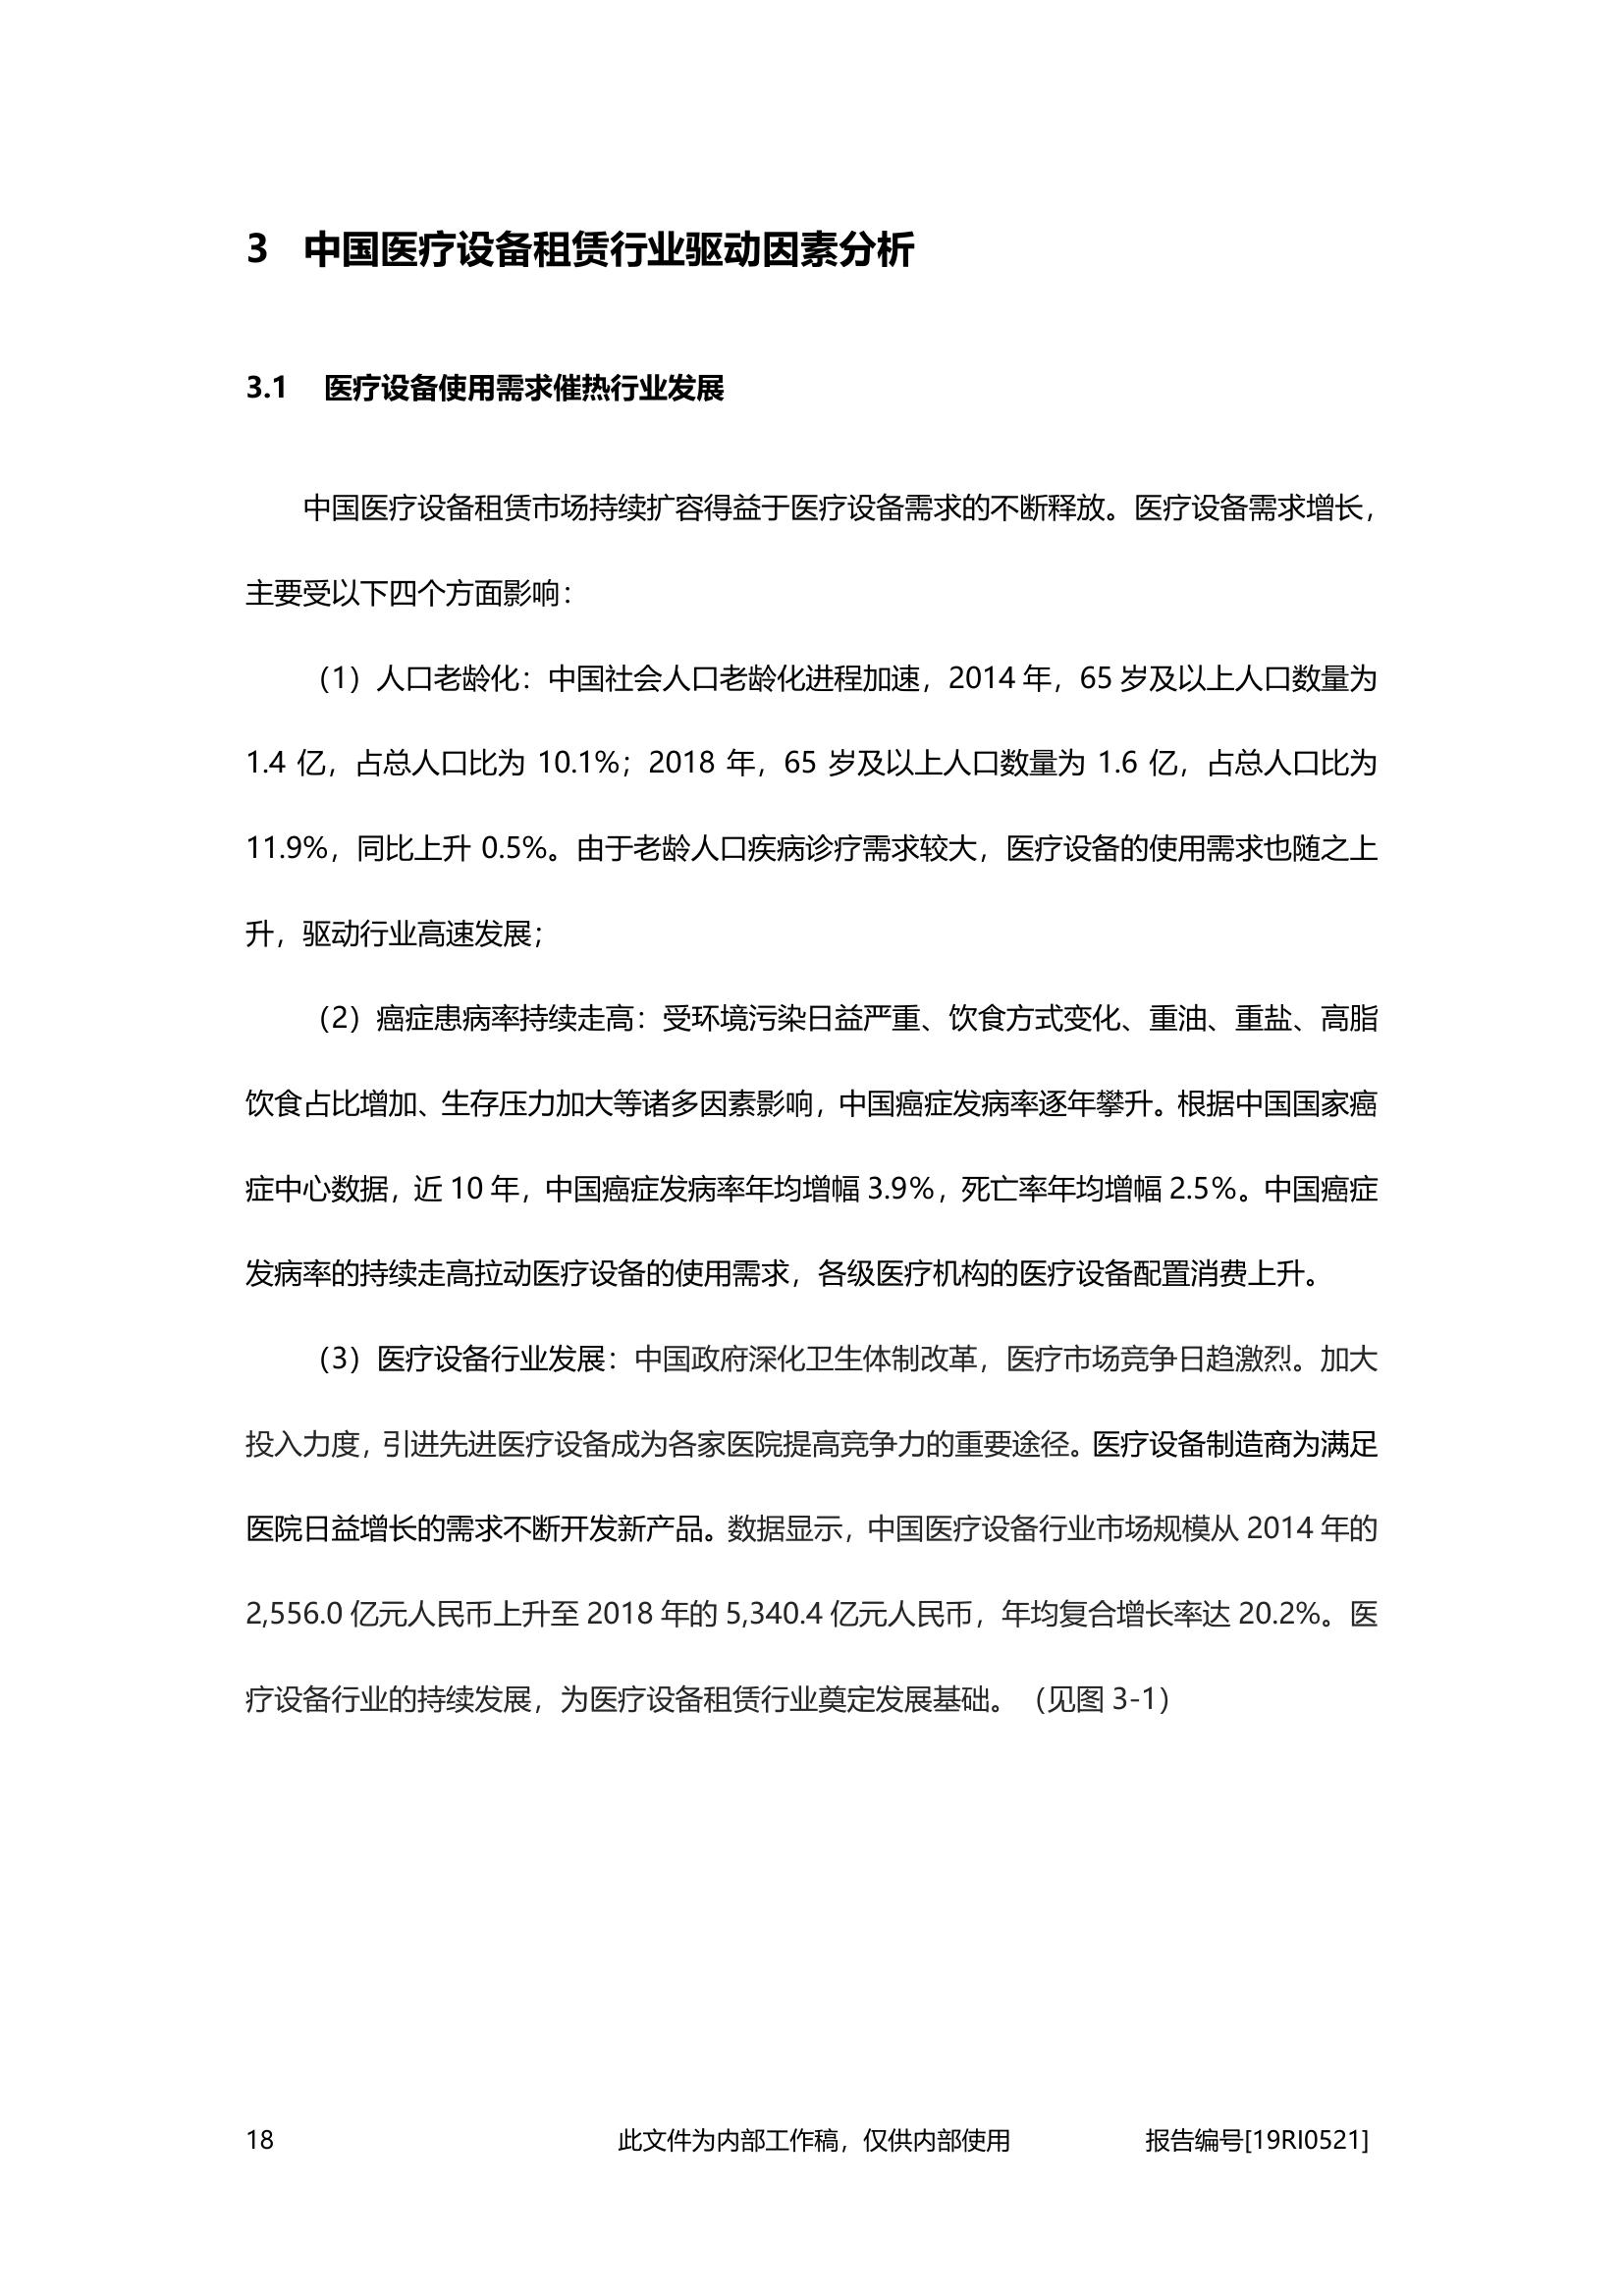 3 中国医疗设备租赁行业驱动因素分析
3.1 医疗设备使用需求催热行业发展
中国医疗设备租赁市场持续扩容得益于医疗设备需求的不断释放。医疗设备需求增长，
主要受以下四个方面影响：
（1）人口老龄化：中国社会人口老龄化进程加速，2014 年，65 岁及以上人口数量为
1.4 亿，占总人口比为 10.1%；2018 年，65 岁及以上人口数量为 1.6 亿，占总人口比为
11.9%，同比上升 0.5%。由于老龄人口疾病诊疗需求较大，医疗设备的使用需求也随之上
升，驱动行业高速发展；
（2）癌症患病率持续走高：受环境污染日益严重、饮食方式变化、重油、重盐、高脂
饮食占比增加、生存压力加大等诸多因素影响，中国癌症发病率逐年攀升。根据中国国家癌
症中心数据，近 10 年，中国癌症发病率年均增幅 3.9%，死亡率年均增幅 2.5%。中国癌症
发病率的持续走高拉动医疗设备的使用需求，各级医疗机构的医疗设备配置消费上升。
（3）医疗设备行业发展：中国政府深化卫生体制改革，医疗市场竞争日趋激烈。加大
投入力度，引进先进医疗设备成为各家医院提高竞争力的重要途径。医疗设备制造商为满足
医院日益增长的需求不断开发新产品。数据显示，中国医疗设备行业市场规模从 2014 年的
2,556.0 亿元人民币上升至 2018 年的 5,340.4 亿元人民币，年均复合增长率达 20.2%。医
疗设备行业的持续发展，为医疗设备租赁行业奠定发展基础。（见图 3-1）
18 此文件为内部工作稿，仅供内部使用 报告编号[19RI0521]